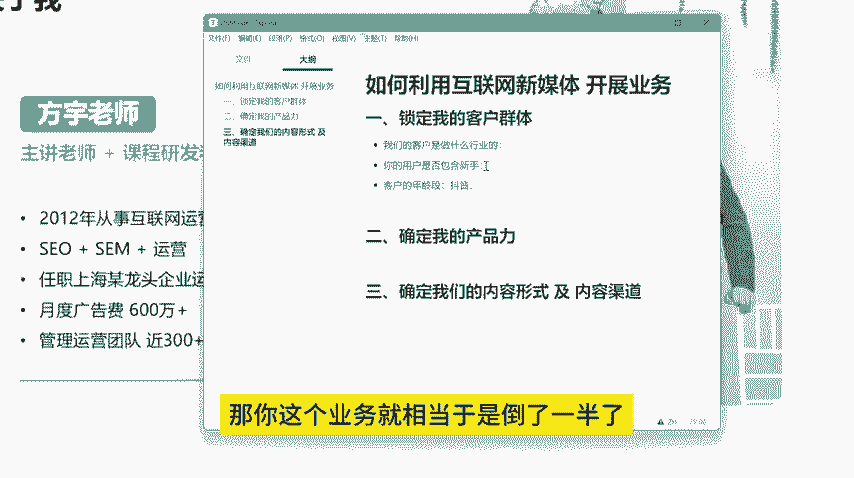 方宇老师
主讲老师 + 课程研发
• 2012年从事互联网运营
• SEO + SEM + 运营
• 任职上海某龙头企业运
• 月度广告费 600万+
• 管理运营团队 近300+
文件(F) 编辑(E) 段落(P) 格式(O) 视图(V) 主题(T) 帮助(H)
文件 大纲
如何利用互联网新媒体 开展业务
一、锁定我的客户群体
二、确定我的产品力
三、确定我们的内容形式 及
内容渠道
如何利用互联网新媒体 开展业务
一、锁定我的客户群体
• 我们的客户是做什么行业的:
• 你的用户是否包含新手:
• 客户的年龄段：抖音、
二、确定我的产品力
三、确定我们的内容形式 及 内容渠道
那你这个业务就相当于是倒了一半了